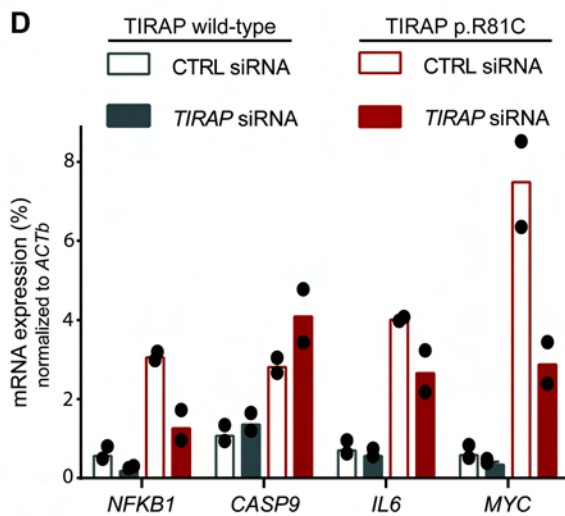 D
TIRAP wild-type TIRAP p.R81C
CTRL siRNA CTRL siRNA
TIRAP siRNA TIRAP siRNA
mRNA expression (%)
normalized to ACTb
8
6
4
2
0
NFKB1 CASP9 IL6 MYC